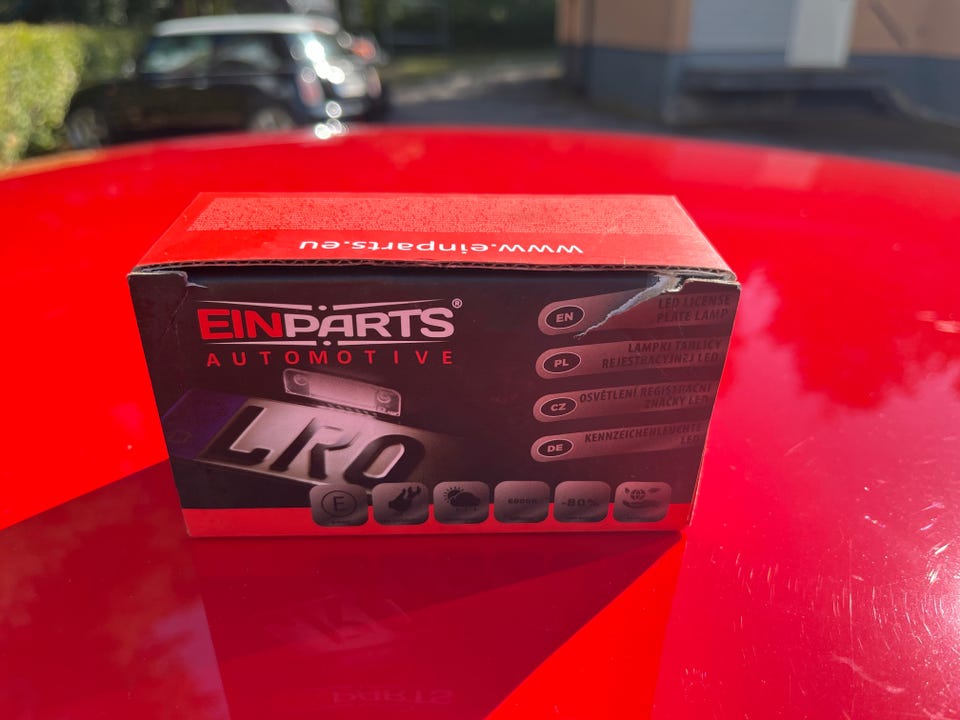 www.einparts.eu
EINPARTS®
AUTOMOTIVE
EN
LED LICENSE
PLATE LAMP
PL
LAMPKI TABLICY
REJESTRACYJNEJ LED
CZ
OSVĚTLENÍ REGISTRAČNÍ
ZNAČKY LED
DE
KENNZEICHENLEUCHTE
LED
LRO
E
-80%